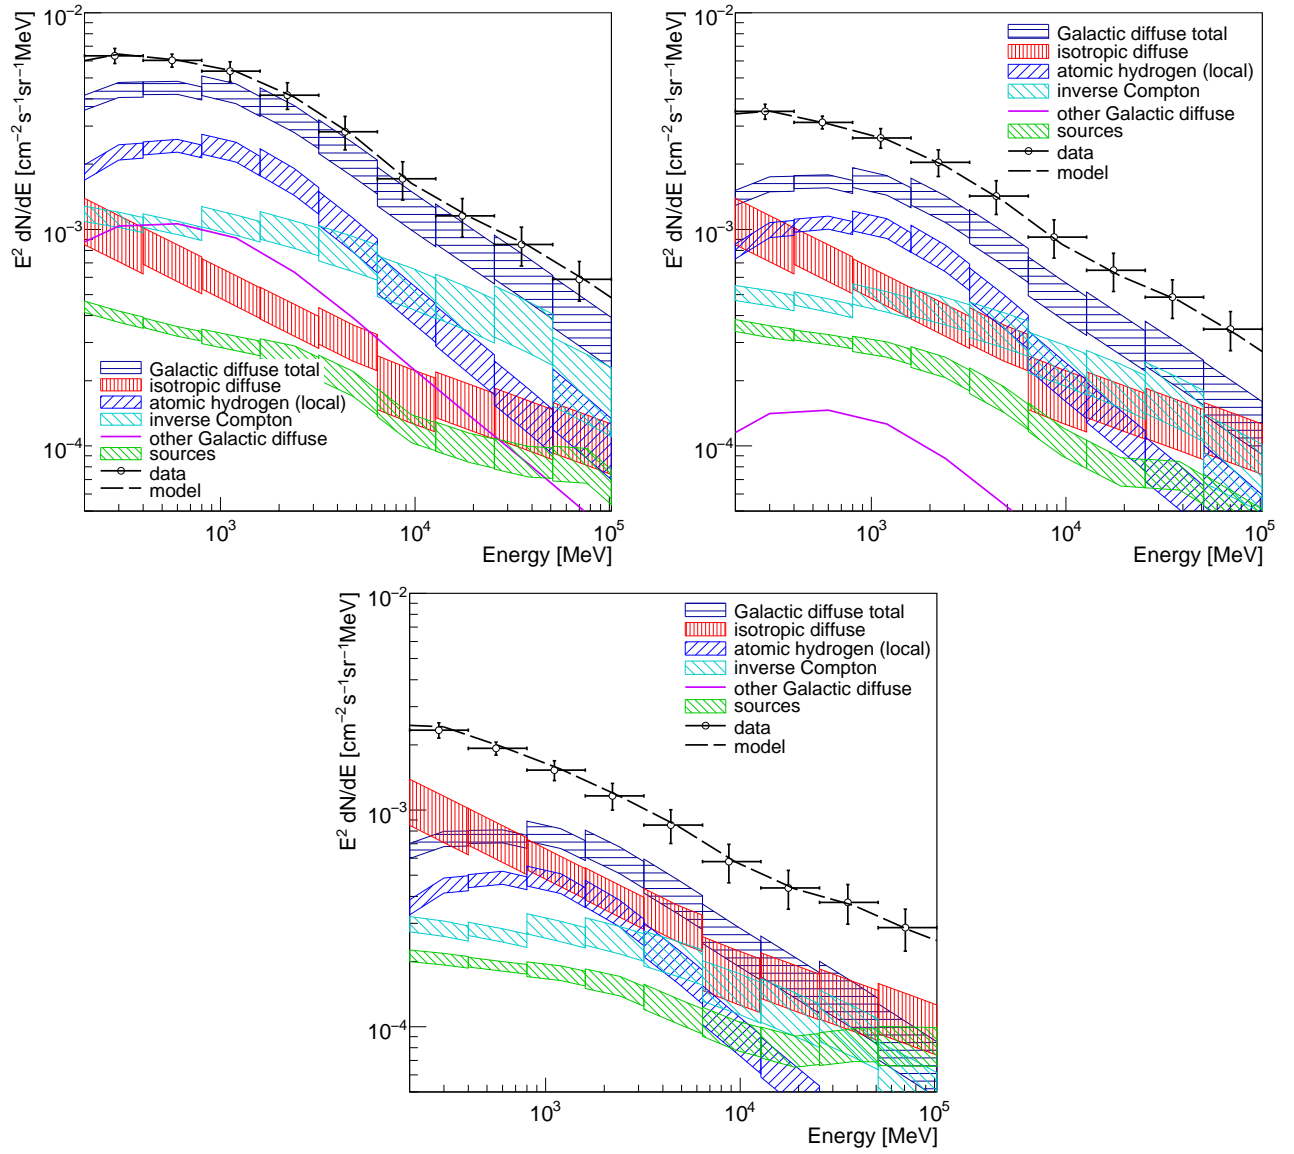 10⁻²
10⁻³
10⁻⁴
E² dN/dE [cm⁻²s⁻¹sr⁻¹MeV]
Galactic diffuse total
isotropic diffuse
atomic hydrogen (local)
inverse Compton
other Galactic diffuse
sources
data
model
10³
10⁴
10⁵
Energy [MeV]
10⁻²
10⁻³
10⁻⁴
E² dN/dE [cm⁻²s⁻¹sr⁻¹MeV]
Galactic diffuse total
isotropic diffuse
atomic hydrogen (local)
inverse Compton
other Galactic diffuse
sources
data
model
10³
10⁴
10⁵
Energy [MeV]
10⁻²
10⁻³
10⁻⁴
E² dN/dE [cm⁻²s⁻¹sr⁻¹MeV]
Galactic diffuse total
isotropic diffuse
atomic hydrogen (local)
inverse Compton
other Galactic diffuse
sources
data
model
10³
10⁴
10⁵
Energy [MeV]